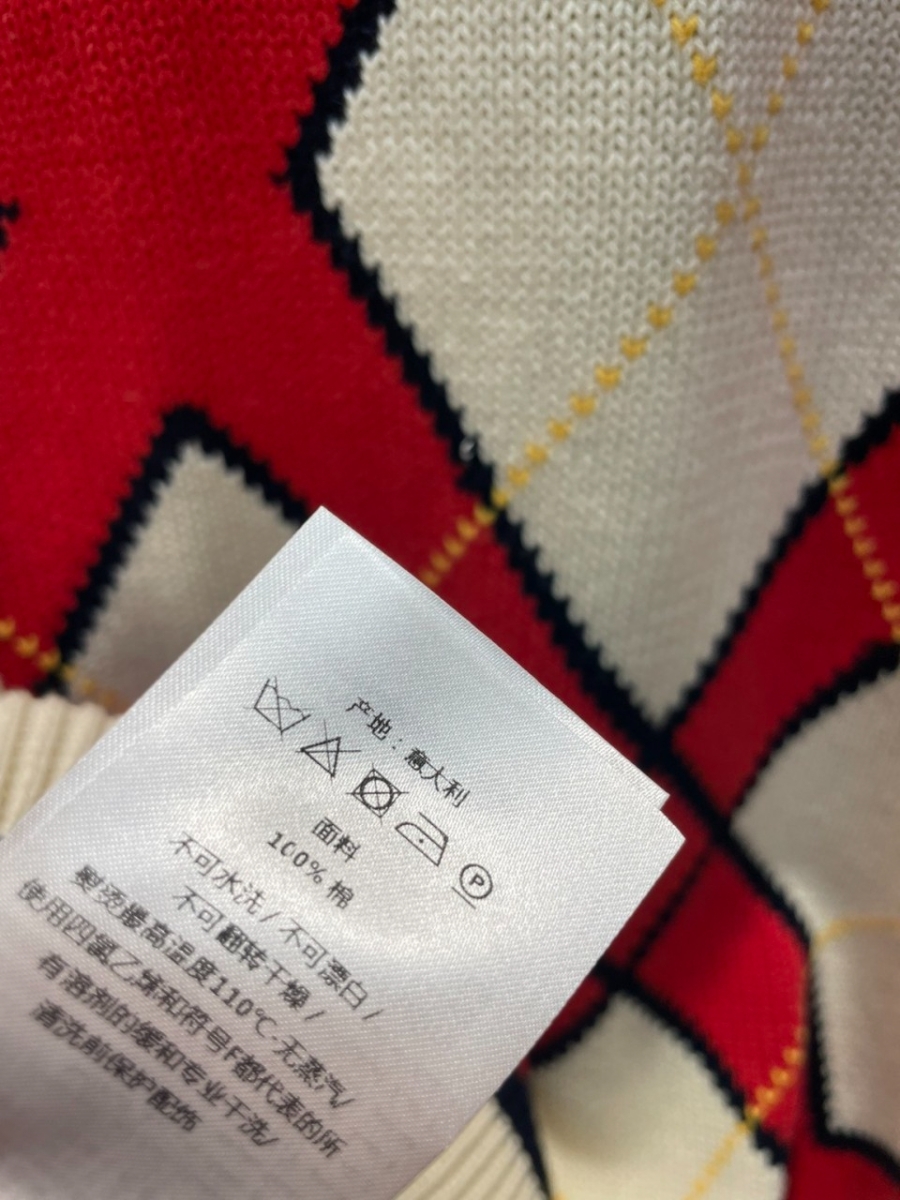 产地：意大利
P
面料
100% 棉
不可水洗 / 不可漂白 /
不可翻转干燥 /
熨烫最高温度110℃·无蒸汽/
使用四氯乙烯和符号F都代表的所
有溶剂的缓和专业干洗/
清洗前保护配饰